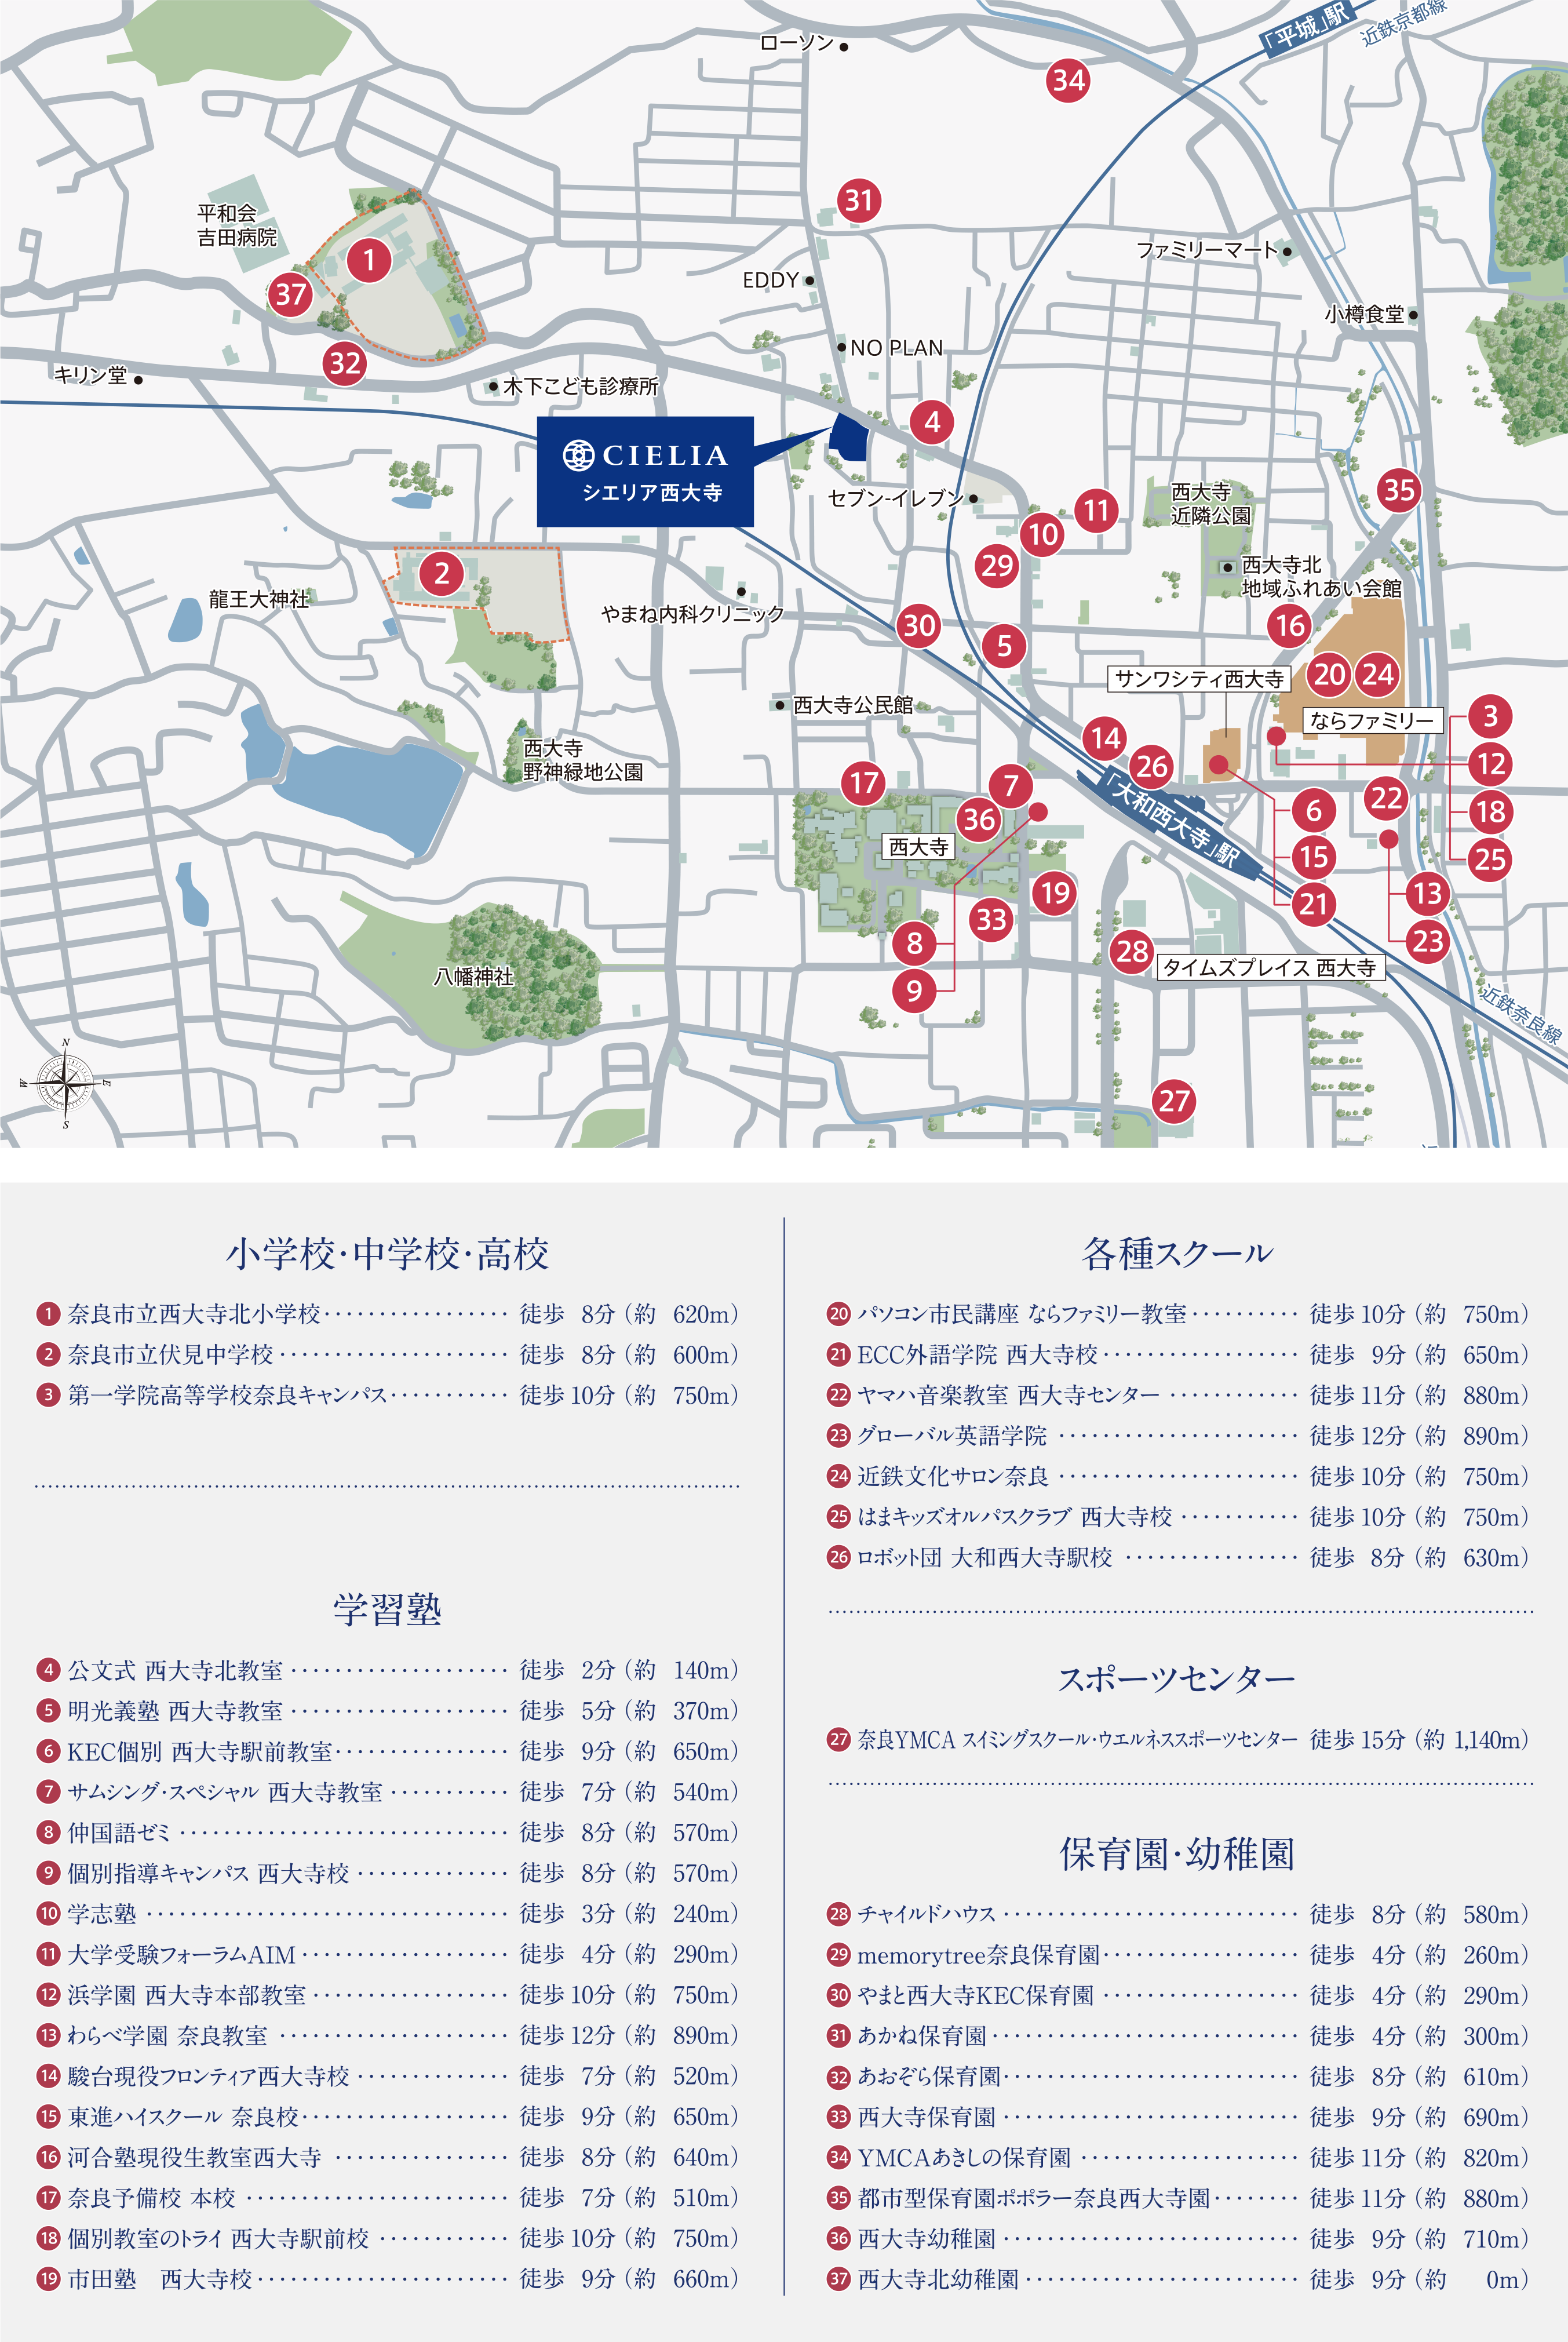 ローソン
「平城」駅
近鉄京都線
34
平和会
吉田病院
1
31
ファミリーマート
EDDY
37
小樽食堂
NO PLAN
32
キリン堂
木下こども診療所
4
CIELIA
シエリア西大寺
セブン-イレブン
西大寺
近隣公園
35
11
10
29
2
西大寺北
地域ふれあい会館
龍王大神社
やまね内科クリニック
30
5
16
サンワシティ西大寺
20
24
西大寺公民館
ならファミリー
3
西大寺
野神緑地公園
14
26
12
17
7
36
「大和西大寺」駅
22
6
18
西大寺
15
25
19
21
13
33
8
28
23
タイムズプレイス 西大寺
八幡神社
9
近鉄奈良線
N
W
E
S
27
小学校・中学校・高校
1 奈良市立西大寺北小学校 徒歩 8分（約 620m）
2 奈良市立伏見中学校 徒歩 8分（約 600m）
3 第一学院高等学校奈良キャンパス 徒歩10分（約 750m）
学習塾
4 公文式 西大寺北教室 徒歩 2分（約 140m）
5 明光義塾 西大寺教室 徒歩 5分（約 370m）
6 KEC個別 西大寺駅前教室 徒歩 9分（約 650m）
7 サムシング・スペシャル 西大寺教室 徒歩 7分（約 540m）
8 仲国語ゼミ 徒歩 8分（約 570m）
9 個別指導キャンパス 西大寺校 徒歩 8分（約 570m）
10 学志塾 徒歩 3分（約 240m）
11 大学受験フォーラムAIM 徒歩 4分（約 290m）
12 浜学園 西大寺本部教室 徒歩10分（約 750m）
13 わらべ学園 奈良教室 徒歩12分（約 890m）
14 駿台現役フロンティア西大寺校 徒歩 7分（約 520m）
15 東進ハイスクール 奈良校 徒歩 9分（約 650m）
16 河合塾現役生教室西大寺 徒歩 8分（約 640m）
17 奈良予備校 本校 徒歩 7分（約 510m）
18 個別教室のトライ 西大寺駅前校 徒歩10分（約 750m）
19 市田塾　西大寺校 徒歩 9分（約 660m）
各種スクール
20 パソコン市民講座 ならファミリー教室 徒歩10分（約 750m）
21 ECC外語学院 西大寺校 徒歩 9分（約 650m）
22 ヤマハ音楽教室 西大寺センター 徒歩11分（約 880m）
23 グローバル英語学院 徒歩12分（約 890m）
24 近鉄文化サロン奈良 徒歩10分（約 750m）
25 はまキッズオルパスクラブ 西大寺校 徒歩10分（約 750m）
26 ロボット団 大和西大寺駅校 徒歩 8分（約 630m）
スポーツセンター
27 奈良YMCA スイミングスクール・ウエルネススポーツセンター 徒歩15分（約 1,140m）
保育園・幼稚園
28 チャイルドハウス 徒歩 8分（約 580m）
29 memorytree奈良保育園 徒歩 4分（約 260m）
30 やまと西大寺KEC保育園 徒歩 4分（約 290m）
31 あかね保育園 徒歩 4分（約 300m）
32 あおぞら保育園 徒歩 8分（約 610m）
33 西大寺保育園 徒歩 9分（約 690m）
34 YMCAあきしの保育園 徒歩11分（約 820m）
35 都市型保育園ポポラー奈良西大寺園 徒歩11分（約 880m）
36 西大寺幼稚園 徒歩 9分（約 710m）
37 西大寺北幼稚園 徒歩 9分（約 0m）